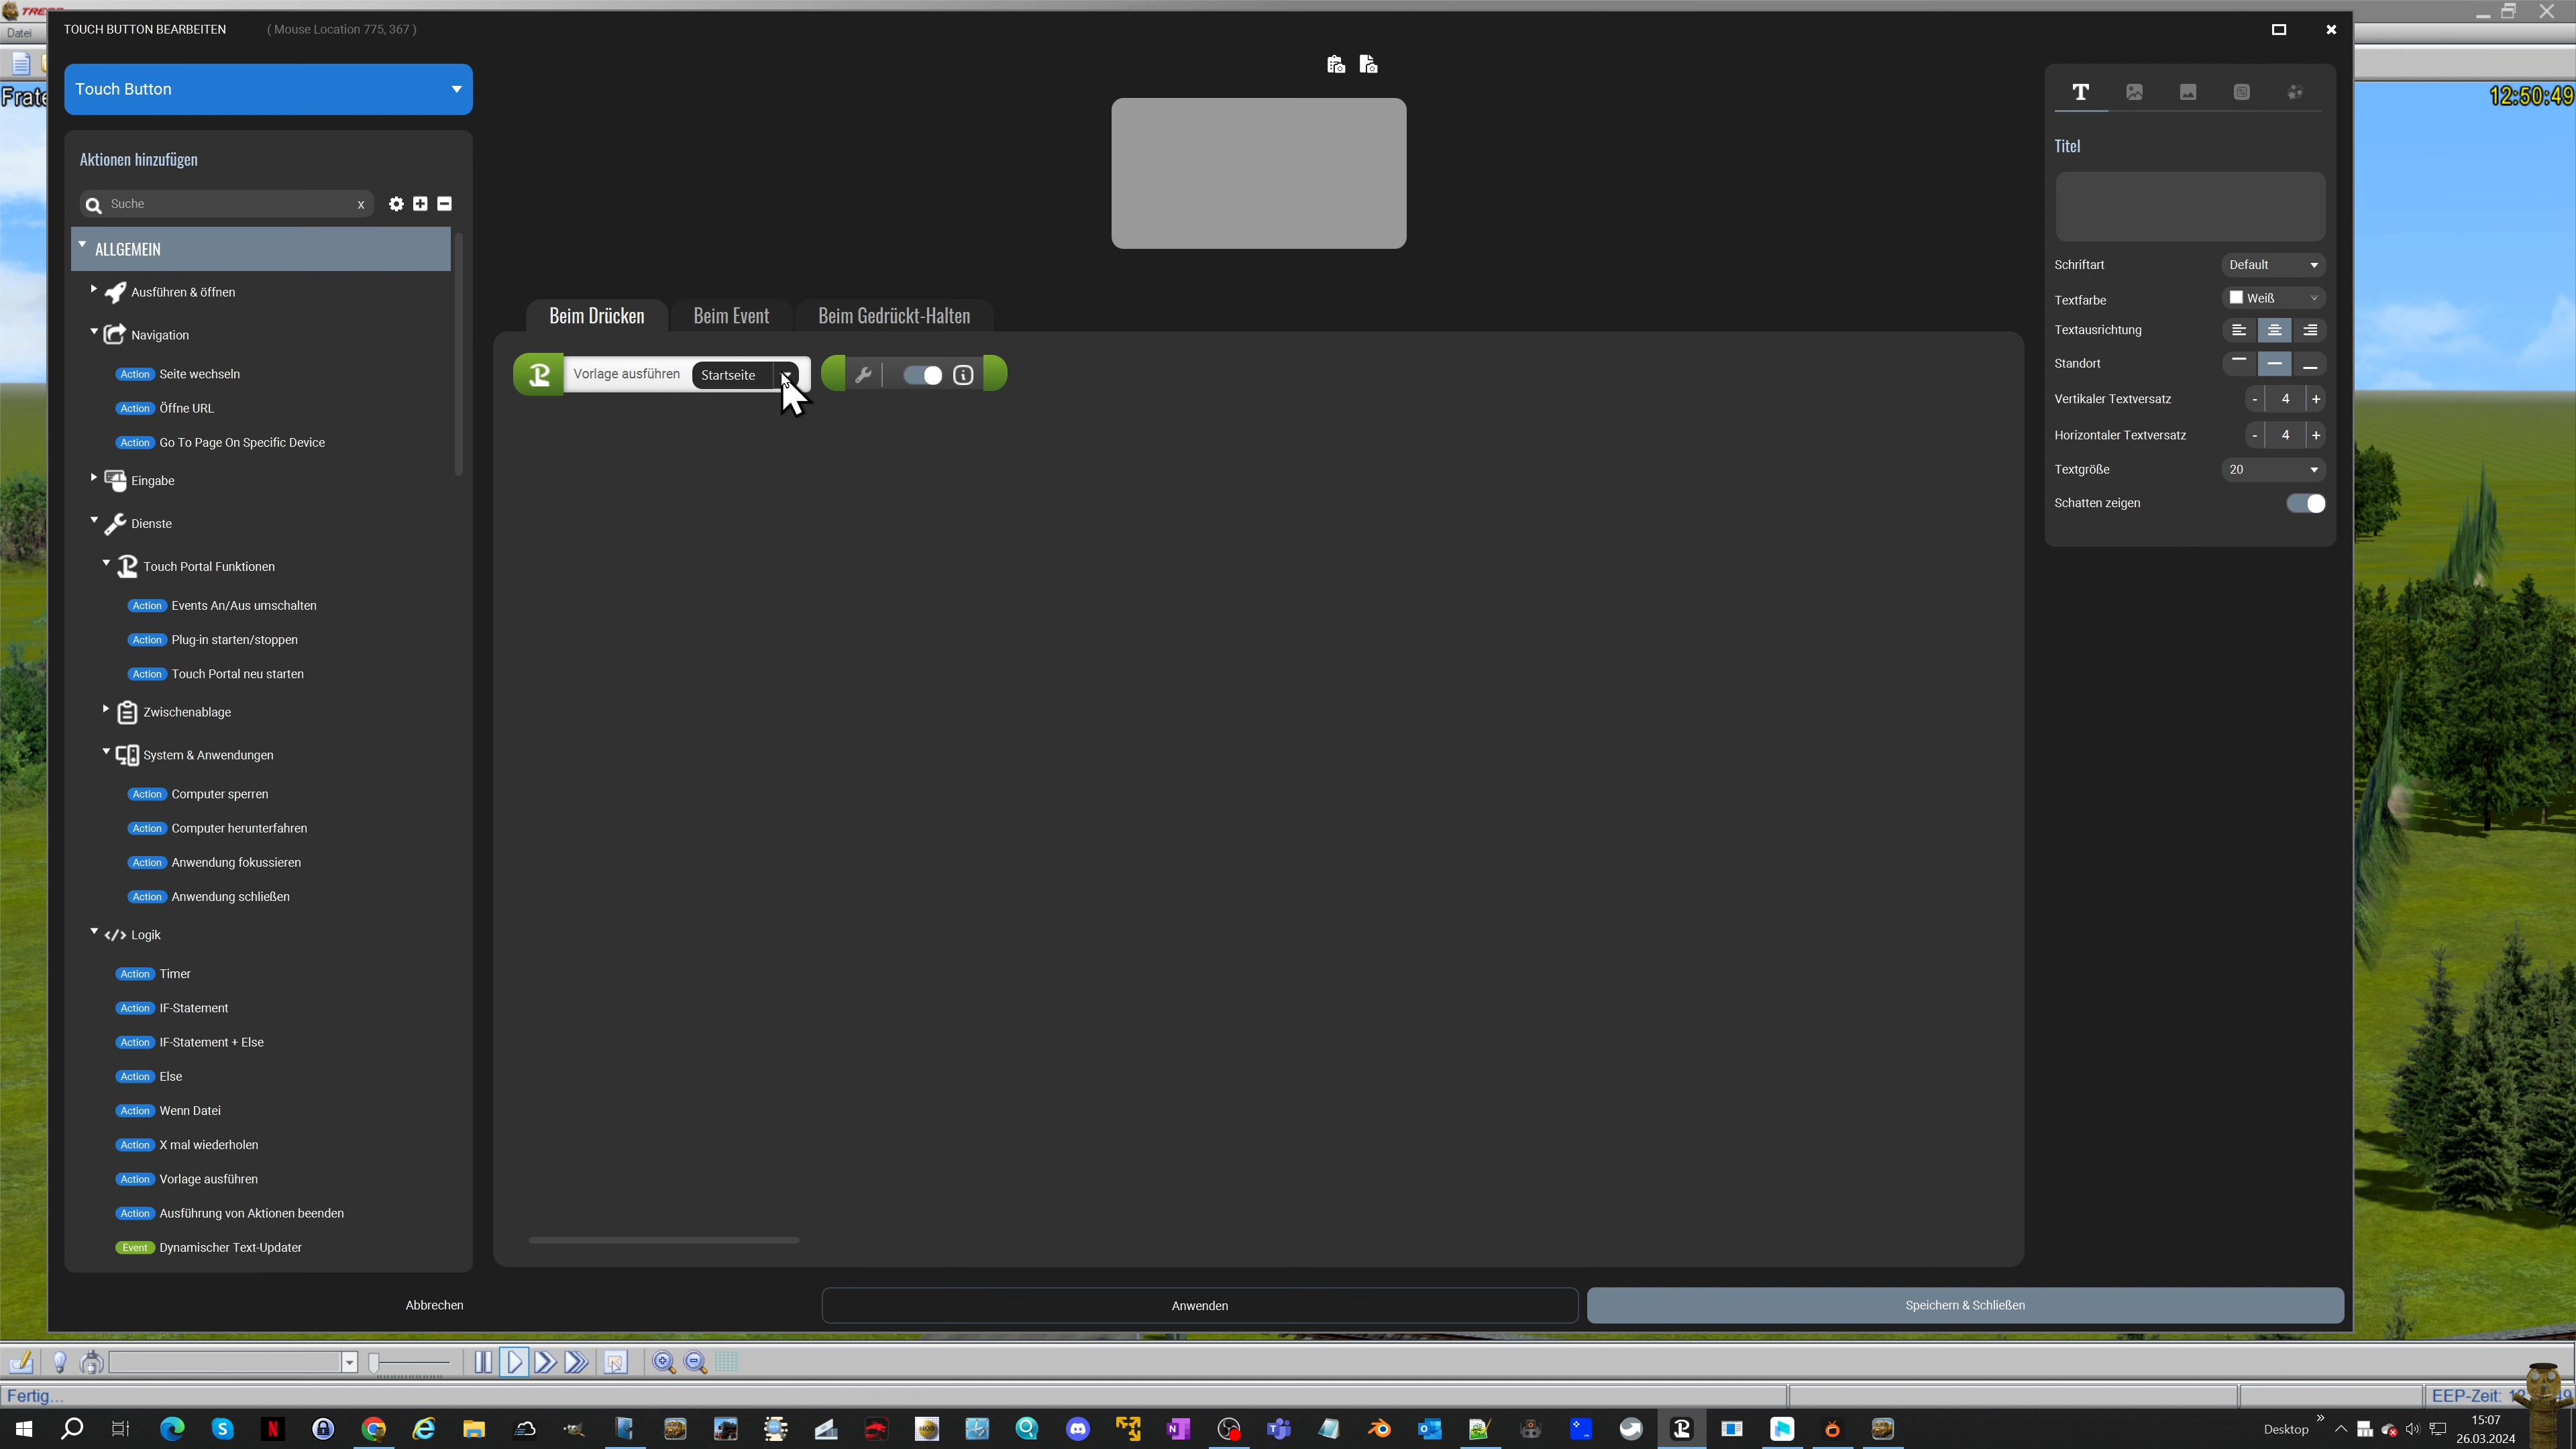 TREND
TOUCH BUTTON BEARBEITEN ( Mouse Location 775, 367 )
Datei
Touch Button
12:50:49
Aktionen hinzufügen
Titel
Suche x
ALLGEMEIN
Ausführen & öffnen
Navigation
Action Seite wechseln
Action Öffne URL
Action Go To Page On Specific Device
Eingabe
Dienste
Touch Portal Funktionen
Action Events An/Aus umschalten
Action Plug-in starten/stoppen
Action Touch Portal neu starten
Zwischenablage
System & Anwendungen
Action Computer sperren
Action Computer herunterfahren
Action Anwendung fokussieren
Action Anwendung schließen
Logik
Action Timer
Action IF-Statement
Action IF-Statement + Else
Action Else
Action Wenn Datei
Action X mal wiederholen
Action Vorlage ausführen
Action Ausführung von Aktionen beenden
Event Dynamischer Text-Updater
Beim Drücken Beim Event Beim Gedrückt-Halten
Vorlage ausführen Startseite
Schriftart Default
Textfarbe Weiß
Textausrichtung
Standort
Vertikaler Textversatz - 4 +
Horizontaler Textversatz - 4 +
Textgröße 20
Schatten zeigen
Abbrechen Anwenden Speichern & Schließen
Fertig...
EEP-Zeit:
Desktop
15:07
26.03.2024